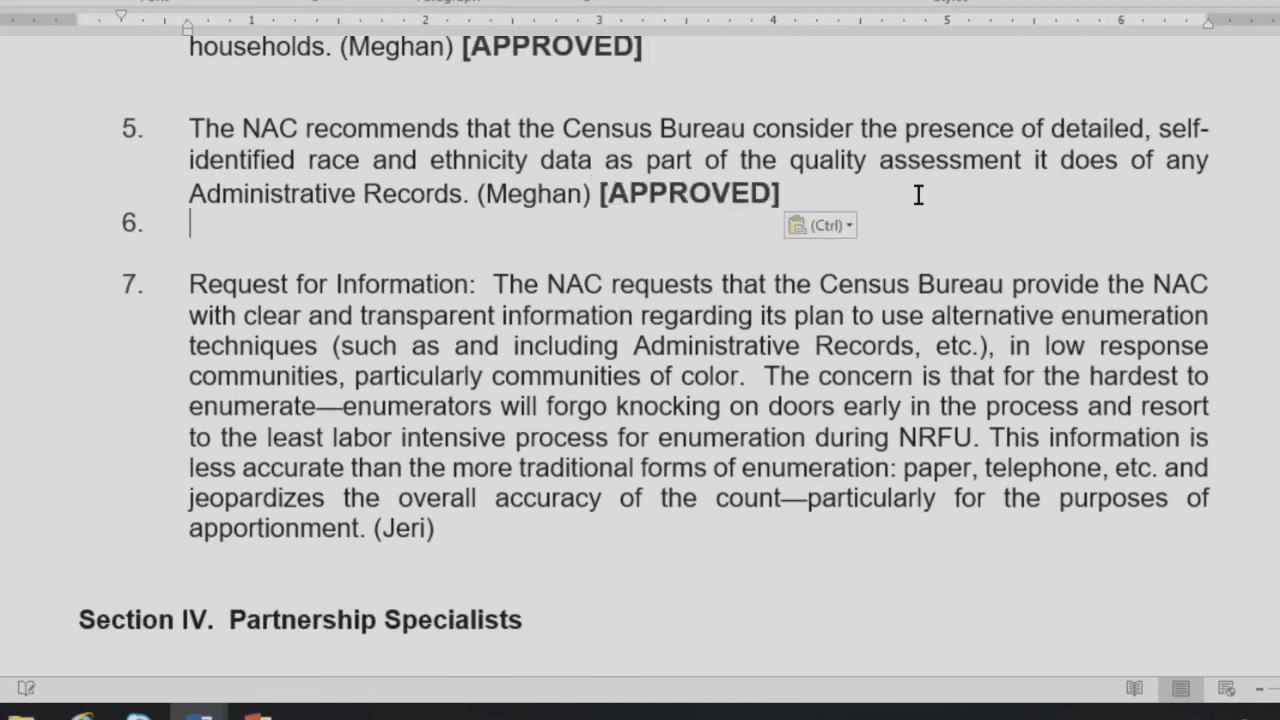 1 2 3 4 5 6
households. (Meghan) [APPROVED]
5. The NAC recommends that the Census Bureau consider the presence of detailed, self-
identified race and ethnicity data as part of the quality assessment it does of any
Administrative Records. (Meghan) [APPROVED]
6.
(Ctrl)
7. Request for Information:  The NAC requests that the Census Bureau provide the NAC
with clear and transparent information regarding its plan to use alternative enumeration
techniques (such as and including Administrative Records, etc.), in low response
communities, particularly communities of color.  The concern is that for the hardest to
enumerate—enumerators will forgo knocking on doors early in the process and resort
to the least labor intensive process for enumeration during NRFU. This information is
less accurate than the more traditional forms of enumeration: paper, telephone, etc. and
jeopardizes the overall accuracy of the count—particularly for the purposes of
apportionment. (Jeri)
Section IV.  Partnership Specialists